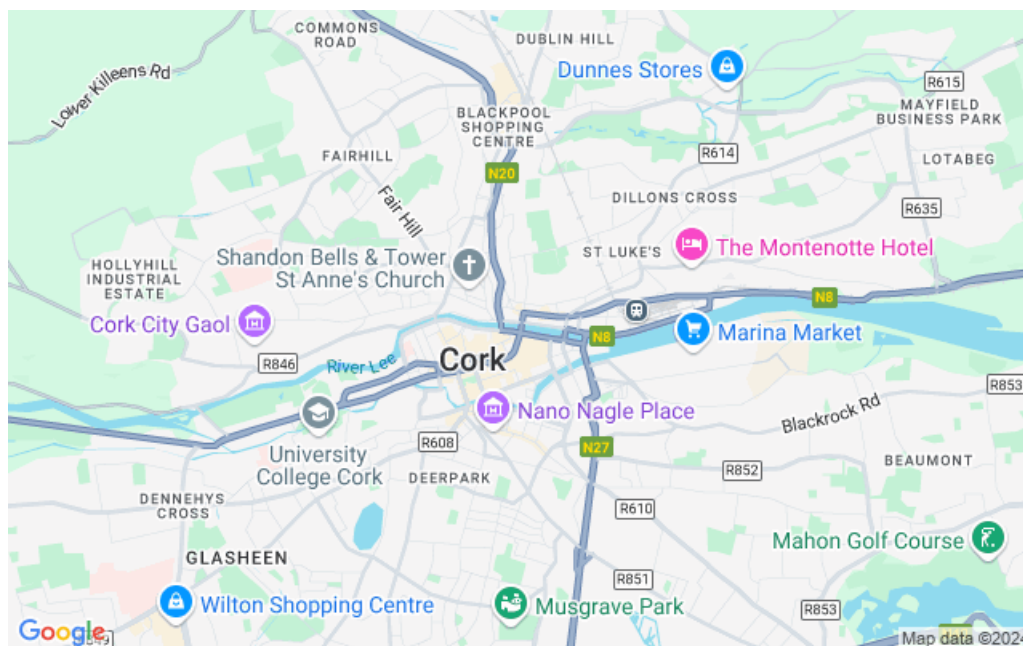 COMMONS
ROAD
DUBLIN HILL
Dunnes Stores
R615
Lower Killeens Rd
BLACKPOOL
SHOPPING
CENTRE
MAYFIELD
BUSINESS PARK
R614
FAIRHILL
LOTABEG
N20
Fair Hill
DILLONS CROSS
R635
Shandon Bells & Tower
St Anne's Church
ST LUKE'S
The Montenotte Hotel
HOLLYHILL
INDUSTRIAL
ESTATE
N8
Cork City Gaol
N8
Marina Market
River Lee
Cork
R846
R853
Nano Nagle Place
Blackrock Rd
R608
N27
University
College Cork
DEERPARK
R852
BEAUMONT
DENNEHYS
CROSS
R610
Mahon Golf Course
GLASHEEN
R851
Wilton Shopping Centre
Musgrave Park
R853
Google
Map data ©2024